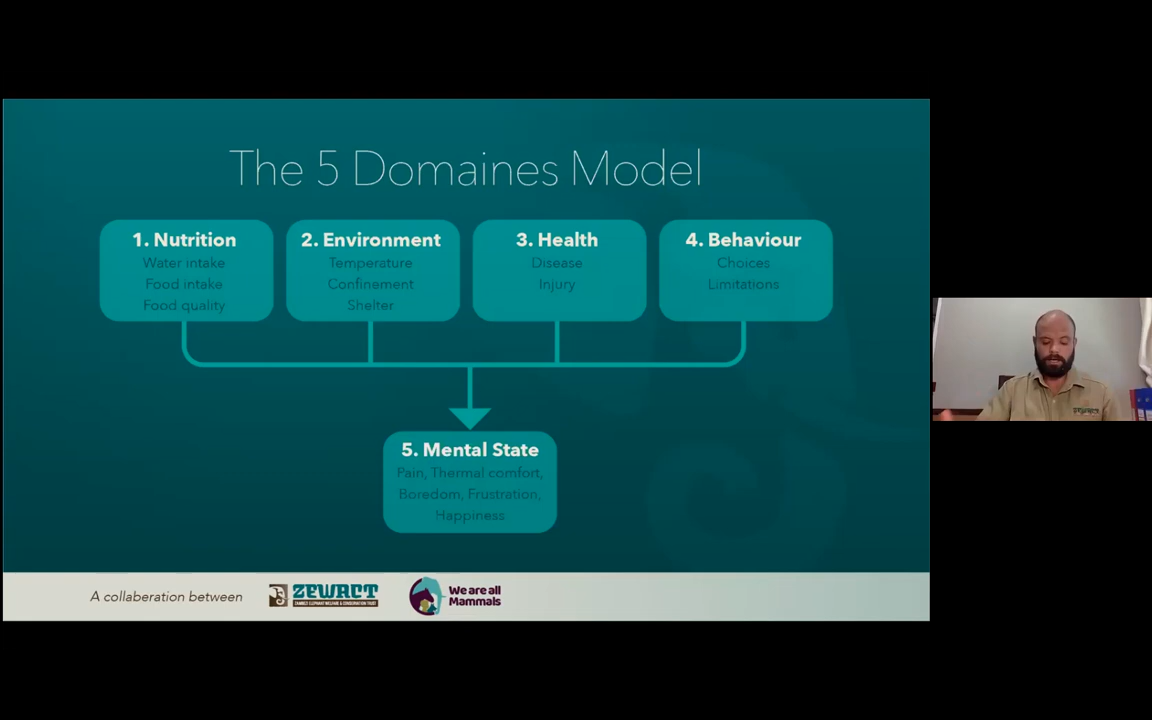 The 5 Domaines Model
1. Nutrition
Water intake
Food intake
Food quality
2. Environment
Temperature
Confinement
Shelter
3. Health
Disease
Injury
4. Behaviour
Choices
Limitations
5. Mental State
Pain, Thermal comfort,
Boredom, Frustration,
Happiness
A collaberation between
ZEWACT
We are all
Mammals